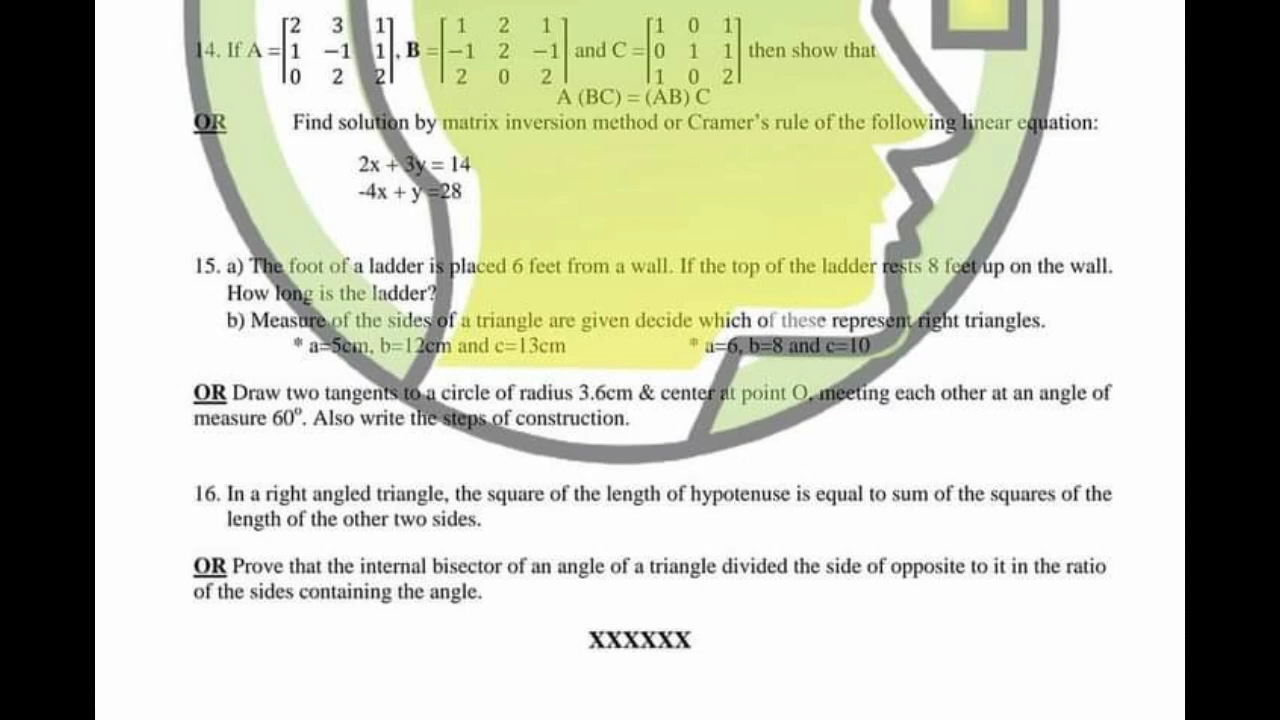 14. If A = [2 3 1; 1 −1 1; 0 2 2], B = [1 2 1; −1 2 −1; 2 0 2] and C = [1 0 1; 0 1 1; 1 0 2] then show that
A (BC) = (AB) C
OR Find solution by matrix inversion method or Cramer's rule of the following linear equation:
2x + 3y = 14
-4x + y =28
15. a) The foot of a ladder is placed 6 feet from a wall. If the top of the ladder rests 8 feet up on the wall.
How long is the ladder?
b) Measure of the sides of a triangle are given decide which of these represent right triangles.
* a=5cm, b=12cm and c=13cm * a=6, b=8 and c=10
OR Draw two tangents to a circle of radius 3.6cm & center at point O, meeting each other at an angle of
measure 60°. Also write the steps of construction.
16. In a right angled triangle, the square of the length of hypotenuse is equal to sum of the squares of the
length of the other two sides.
OR Prove that the internal bisector of an angle of a triangle divided the side of opposite to it in the ratio
of the sides containing the angle.
XXXXXX